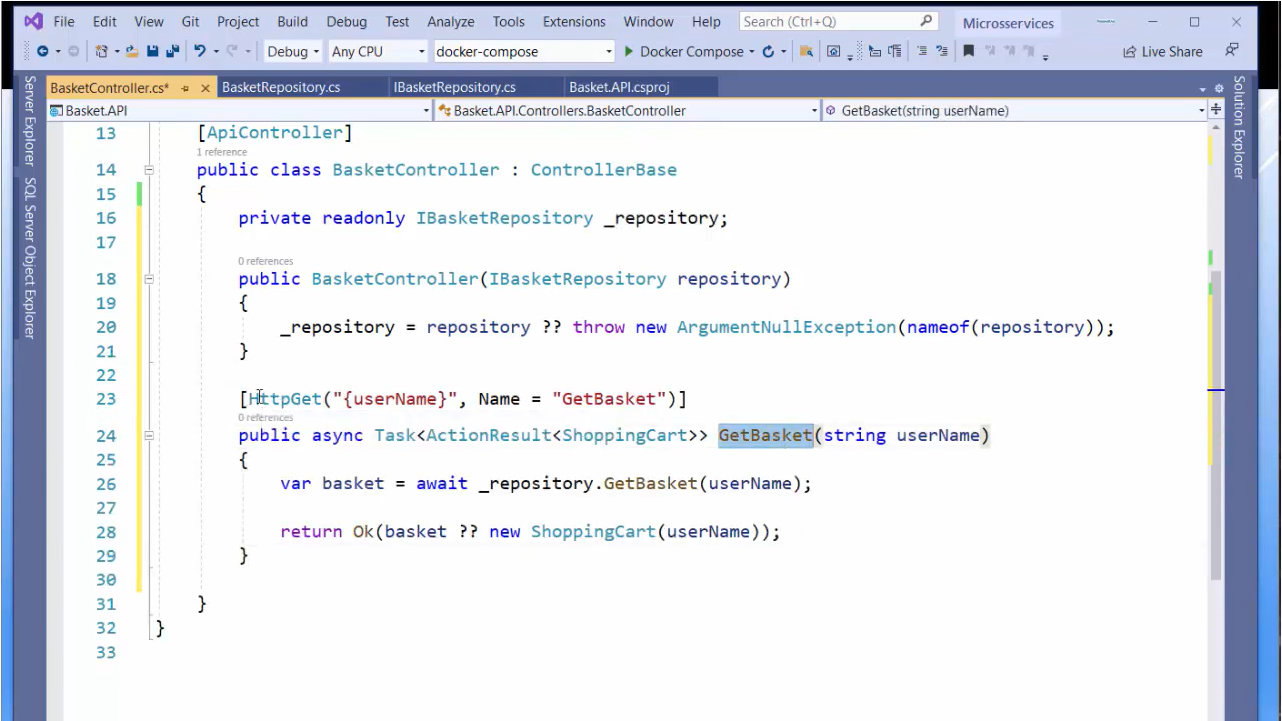 File Edit View Git Project Build Debug Test Analyze Tools Extensions Window Help Search (Ctrl+Q) Microservices
Debug Any CPU docker-compose Docker Compose Live Share
BasketController.cs* BasketRepository.cs IBasketRepository.cs Basket.API.csproj
Basket.API Basket.API.Controllers.BasketController GetBasket(string userName)
Server Explorer
SQL Server Object Explorer
Solution Explorer
13 [ApiController]
1 reference
14 public class BasketController : ControllerBase
15 {
16 private readonly IBasketRepository _repository;
17
0 references
18 public BasketController(IBasketRepository repository)
19 {
20 _repository = repository ?? throw new ArgumentNullException(nameof(repository));
21 }
22
23 [HttpGet("{userName}", Name = "GetBasket")]
0 references
24 public async Task<ActionResult<ShoppingCart>> GetBasket(string userName)
25 {
26 var basket = await _repository.GetBasket(userName);
27
28 return Ok(basket ?? new ShoppingCart(userName));
29 }
30
31 }
32 }
33